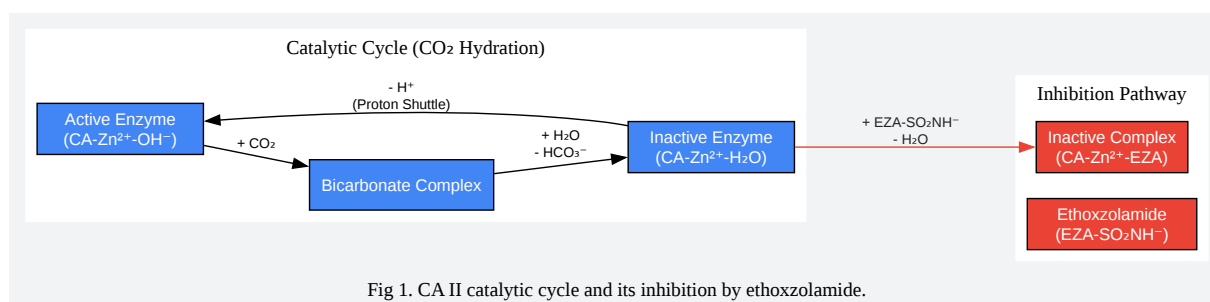 Catalytic Cycle (CO₂ Hydration)
- H⁺
(Proton Shuttle)
Active Enzyme
(CA-Zn²⁺-OH⁻)
+ CO₂
Bicarbonate Complex
+ H₂O
- HCO₃⁻
Inactive Enzyme
(CA-Zn²⁺-H₂O)
+ EZA-SO₂NH⁻
- H₂O
Inhibition Pathway
Inactive Complex
(CA-Zn²⁺-EZA)
Ethoxzolamide
(EZA-SO₂NH⁻)
Fig 1. CA II catalytic cycle and its inhibition by ethoxzolamide.